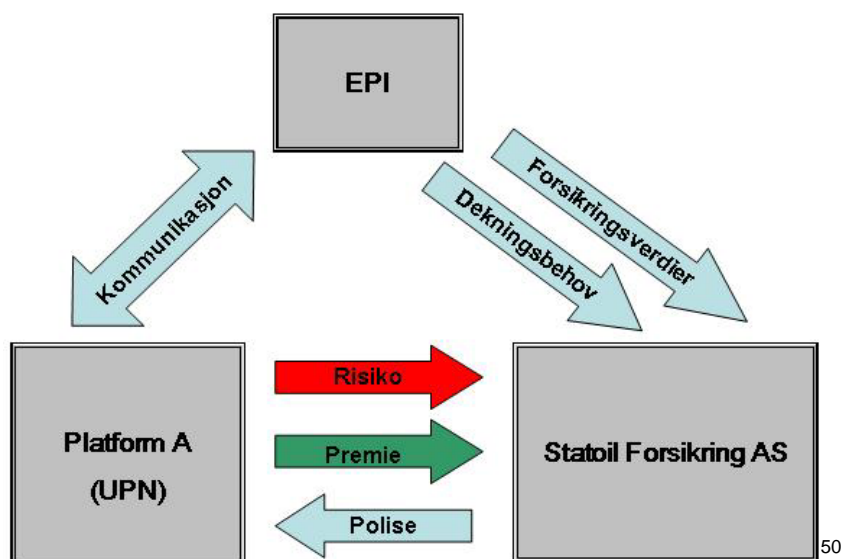 EPI
Kommunikasjon
Forsikringsverdier
Dekningsbehov
Platform A
(UPN)
Risiko
Premie
Polise
Statoil Forsikring AS
50